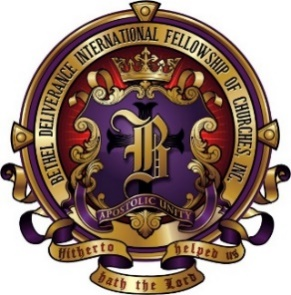 BETHEL DELIVERANCE INTERNATIONAL FELLOWSHIP OF CHURCHES, INC.
B
APOSTOLIC UNITY
Hitherto helped us
hath the Lord